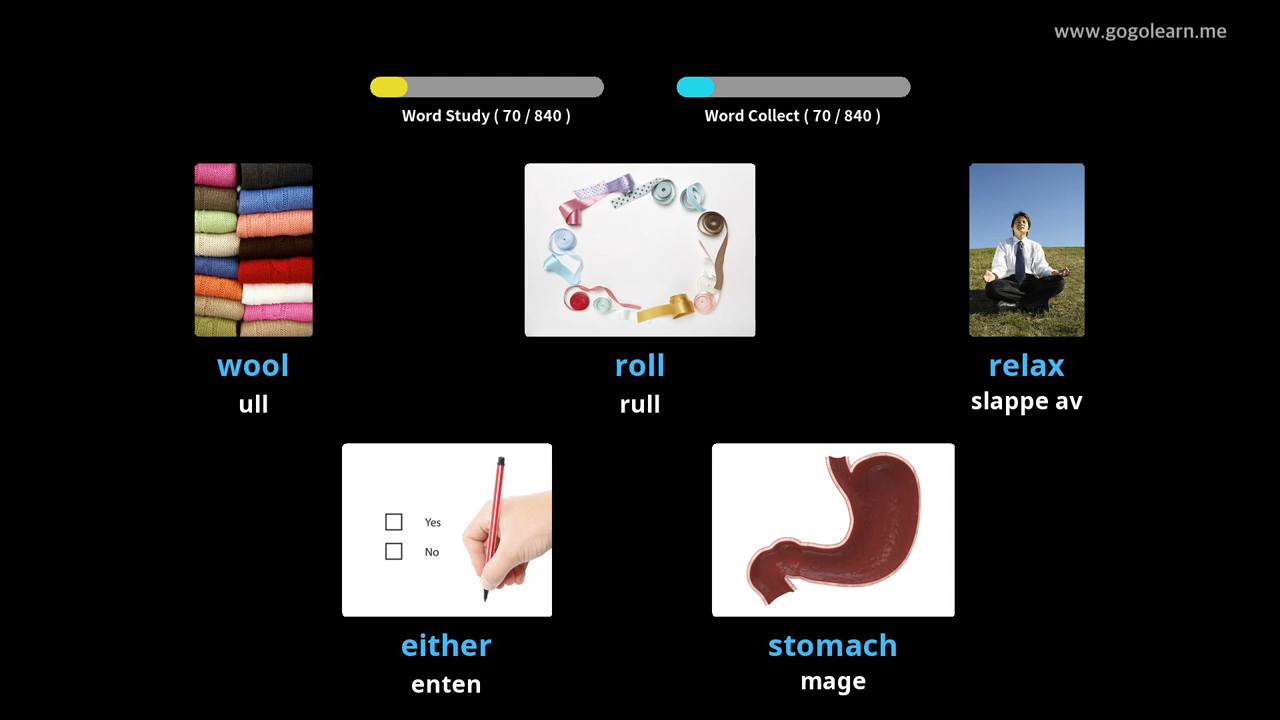 www.gogolearn.me
Word Study ( 70 / 840 )
Word Collect ( 70 / 840 )
wool
ull
roll
rull
relax
slappe av
Yes
No
either
enten
stomach
mage